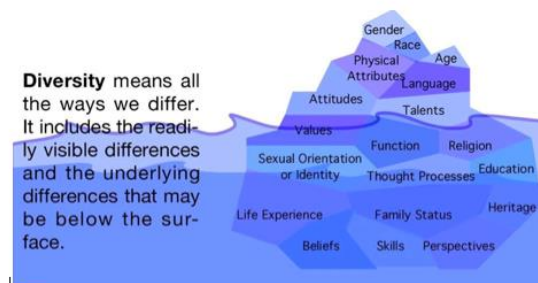 Diversity means all
the ways we differ.
It includes the readi-
ly visible differences
and the underlying
differences that may
be below the sur-
face.
Gender
Race
Age
Physical
Attributes
Language
Attitudes
Talents
Values
Function
Religion
Sexual Orientation
or Identity
Thought Processes
Education
Life Experience
Family Status
Heritage
Beliefs
Skills
Perspectives